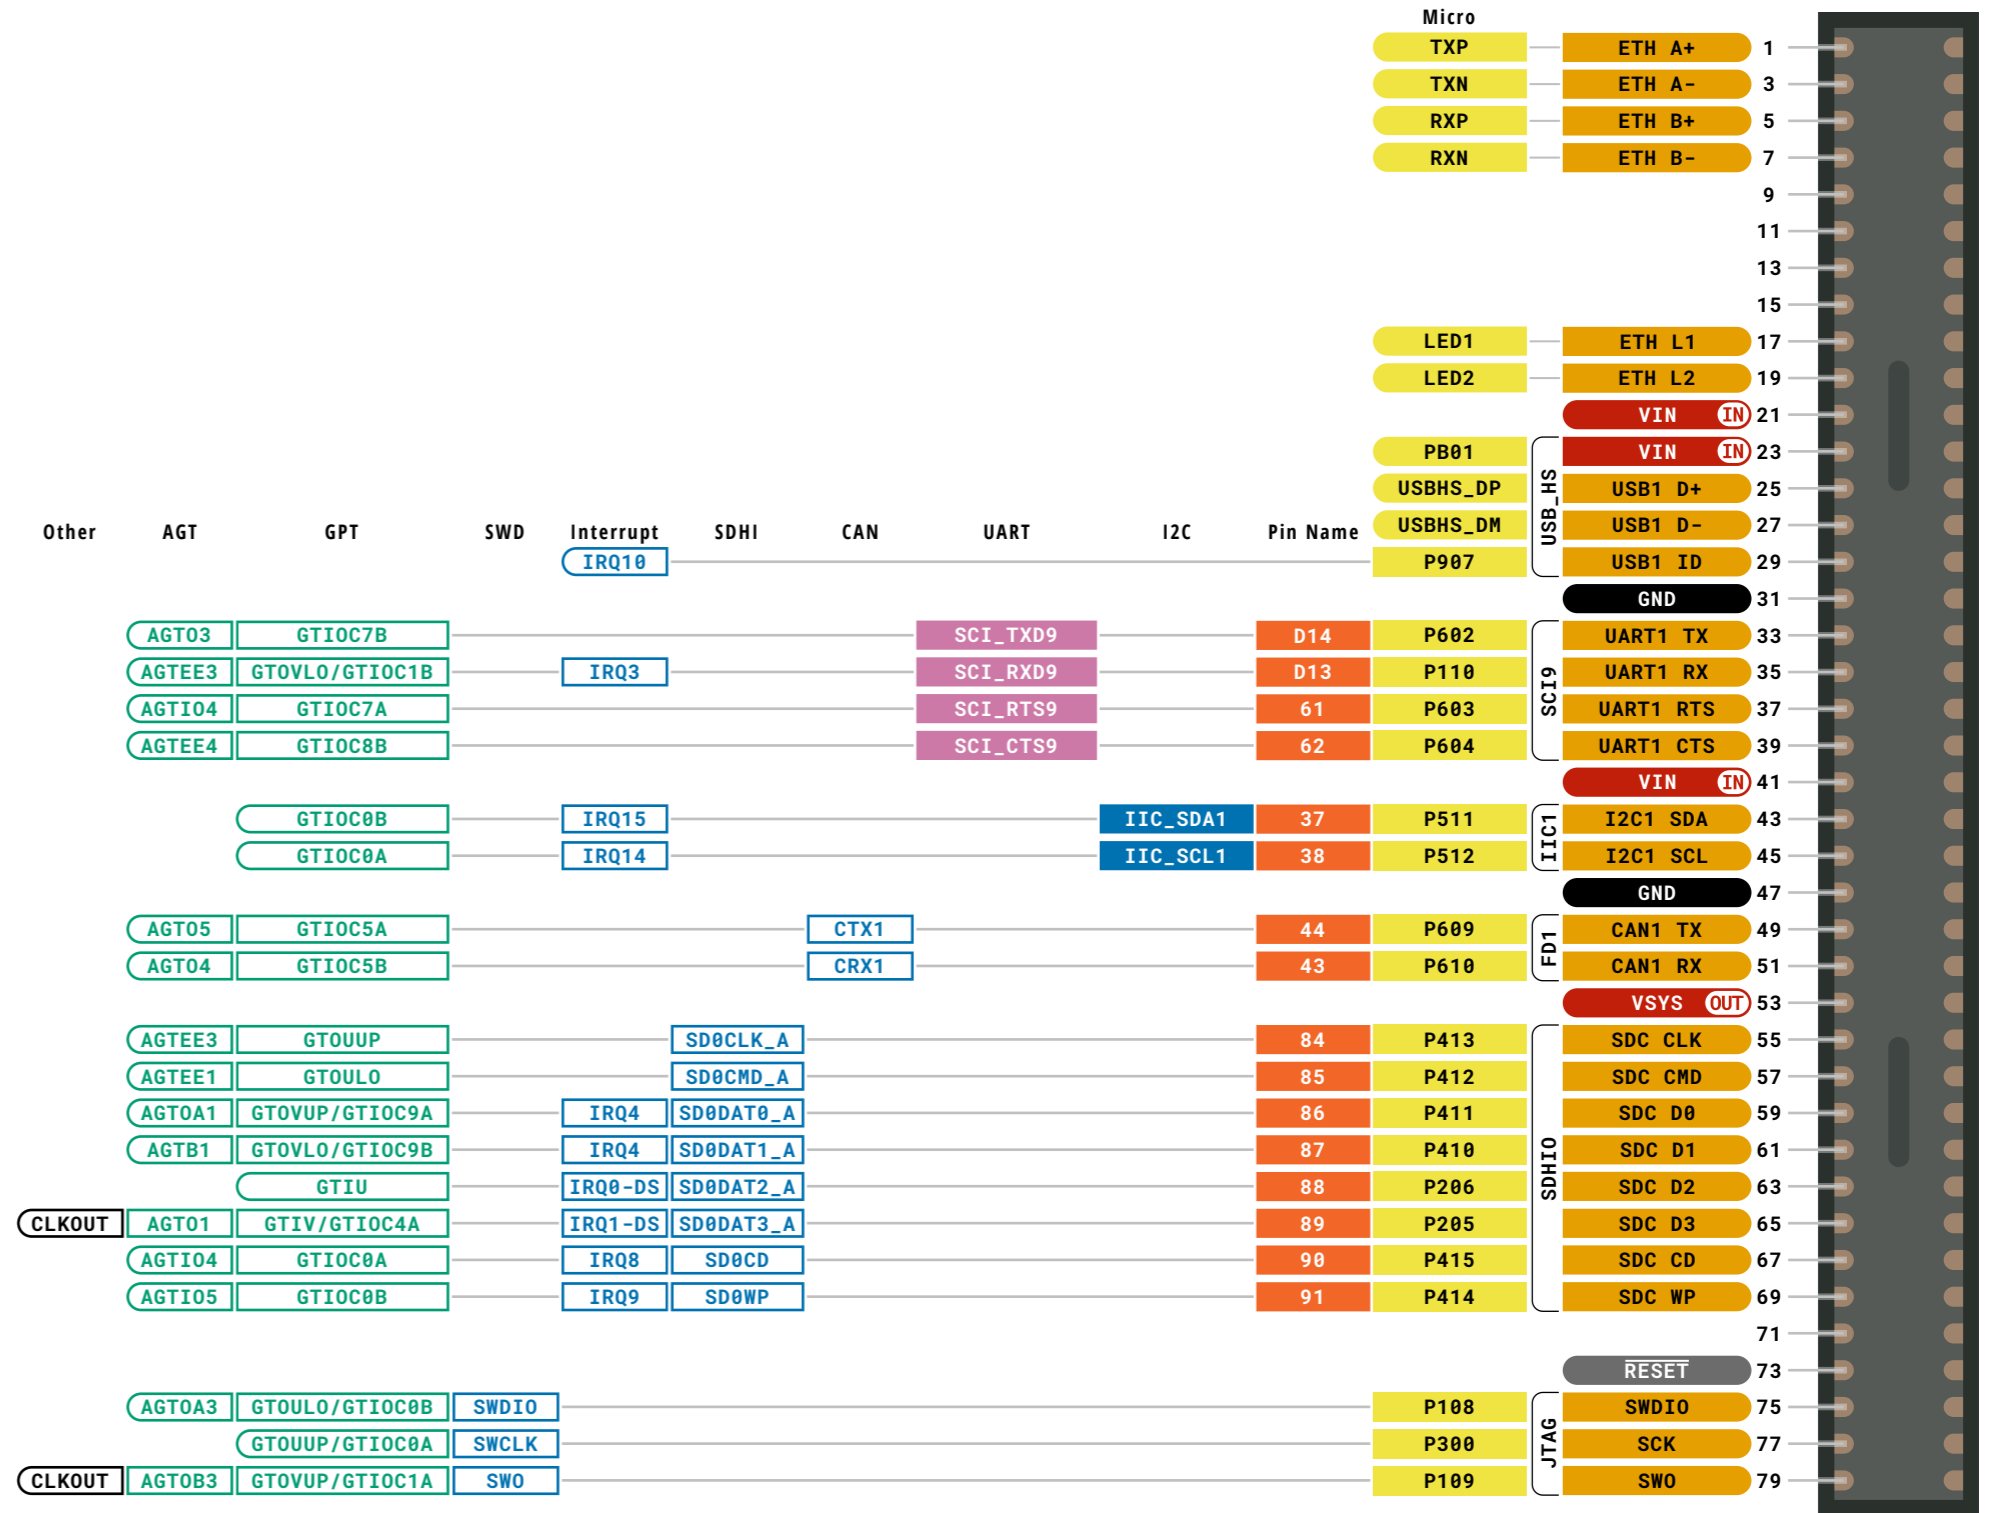 Micro
TXP ETH A+ 1
TXN ETH A- 3
RXP ETH B+ 5
RXN ETH B- 7
9
11
13
15
LED1 ETH L1 17
LED2 ETH L2 19
VIN IN 21
PB01 VIN IN 23
USBHS_DP USB1 D+ 25
USB_HS
Other AGT GPT SWD Interrupt SDHI CAN UART I2C Pin Name USBHS_DM USB1 D- 27
IRQ10 P907 USB1 ID 29
GND 31
AGTO3 GTIOC7B SCI_TXD9 D14 P602 UART1 TX 33
AGTEE3 GTOVLO/GTIOC1B IRQ3 SCI_RXD9 D13 P110 UART1 RX 35
SCI9
AGTIO4 GTIOC7A SCI_RTS9 61 P603 UART1 RTS 37
AGTEE4 GTIOC8B SCI_CTS9 62 P604 UART1 CTS 39
VIN IN 41
GTIOC0B IRQ15 IIC_SDA1 37 P511 I2C1 SDA 43
IIC1
GTIOC0A IRQ14 IIC_SCL1 38 P512 I2C1 SCL 45
GND 47
AGTO5 GTIOC5A CTX1 44 P609 CAN1 TX 49
FD1
AGTO4 GTIOC5B CRX1 43 P610 CAN1 RX 51
VSYS OUT 53
AGTEE3 GTOUUP SD0CLK_A 84 P413 SDC CLK 55
AGTEE1 GTOULO SD0CMD_A 85 P412 SDC CMD 57
AGTOA1 GTOVUP/GTIOC9A IRQ4 SD0DAT0_A 86 P411 SDC D0 59
AGTB1 GTOVLO/GTIOC9B IRQ4 SD0DAT1_A 87 P410 SDC D1 61
SDHIO
GTIU IRQ0-DS SD0DAT2_A 88 P206 SDC D2 63
CLKOUT AGTO1 GTIV/GTIOC4A IRQ1-DS SD0DAT3_A 89 P205 SDC D3 65
AGTIO4 GTIOC0A IRQ8 SD0CD 90 P415 SDC CD 67
AGTIO5 GTIOC0B IRQ9 SD0WP 91 P414 SDC WP 69
71
RESET 73
AGTOA3 GTOULO/GTIOC0B SWDIO P108 SWDIO 75
GTOUUP/GTIOC0A SWCLK P300 SCK 77
JTAG
CLKOUT AGTOB3 GTOVUP/GTIOC1A SWO P109 SWO 79